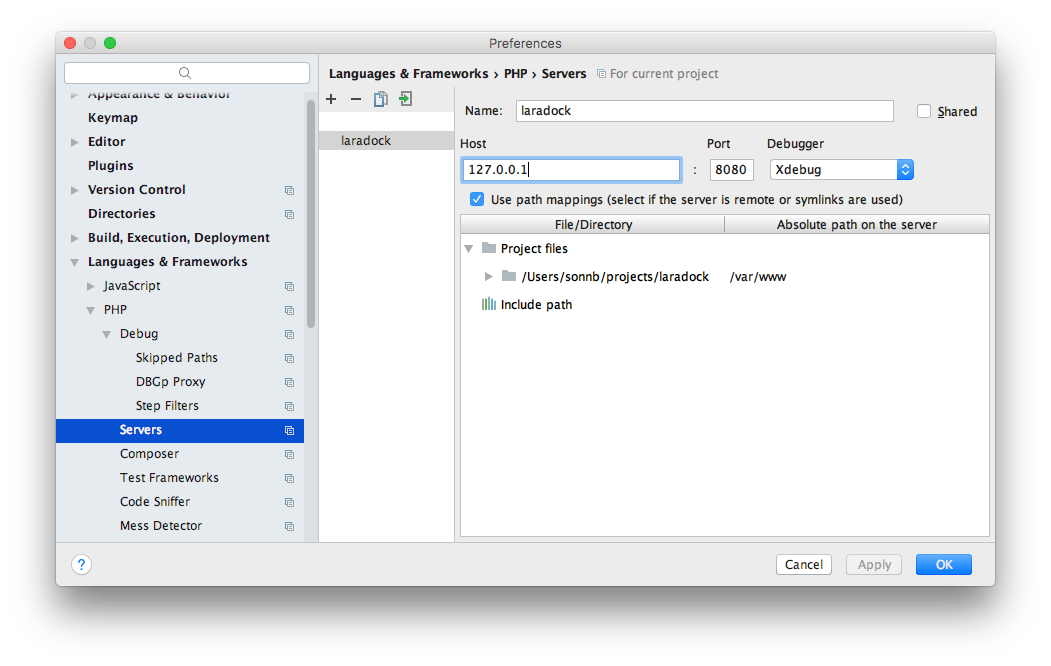 Preferences
Appearance & Behavior
Keymap
Editor
Plugins
Version Control
Directories
Build, Execution, Deployment
Languages & Frameworks
JavaScript
PHP
Debug
Skipped Paths
DBGp Proxy
Step Filters
Servers
Composer
Test Frameworks
Code Sniffer
Mess Detector
Languages & Frameworks › PHP › Servers For current project
laradock
Name: laradock Shared
Host Port Debugger
127.0.0.1 : 8080 Xdebug
Use path mappings (select if the server is remote or symlinks are used)
File/Directory Absolute path on the server
Project files
/Users/sonnb/projects/laradock /var/www
Include path
? Cancel Apply OK